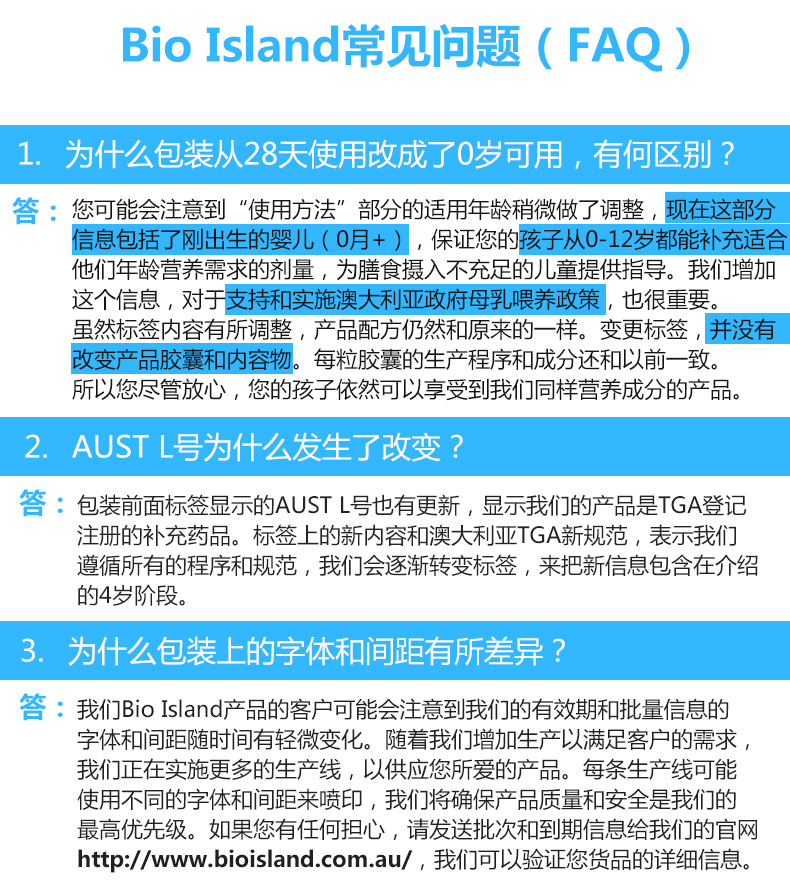 Bio Island常见问题（FAQ）
1. 为什么包装从28天使用改成了0岁可用，有何区别？
答： 您可能会注意到“使用方法”部分的适用年龄稍微做了调整，现在这部分
信息包括了刚出生的婴儿（0月+），保证您的孩子从0-12岁都能补充适合
他们年龄营养需求的剂量，为膳食摄入不充足的儿童提供指导。我们增加
这个信息，对于支持和实施澳大利亚政府母乳喂养政策，也很重要。
虽然标签内容有所调整，产品配方仍然和原来的一样。变更标签，并没有
改变产品胶囊和内容物。每粒胶囊的生产程序和成分还和以前一致。
所以您尽管放心，您的孩子依然可以享受到我们同样营养成分的产品。
2. AUST L号为什么发生了改变？
答： 包装前面标签显示的AUST L号也有更新，显示我们的产品是TGA登记
注册的补充药品。标签上的新内容和澳大利亚TGA新规范，表示我们
遵循所有的程序和规范，我们会逐渐转变标签，来把新信息包含在介绍
的4岁阶段。
3. 为什么包装上的字体和间距有所差异？
答： 我们Bio Island产品的客户可能会注意到我们的有效期和批量信息的
字体和间距随时间有轻微变化。随着我们增加生产以满足客户的需求，
我们正在实施更多的生产线，以供应您所爱的产品。每条生产线可能
使用不同的字体和间距来喷印，我们将确保产品质量和安全是我们的
最高优先级。如果您有任何担心，请发送批次和到期信息给我们的官网
http://www.bioisland.com.au/，我们可以验证您货品的详细信息。